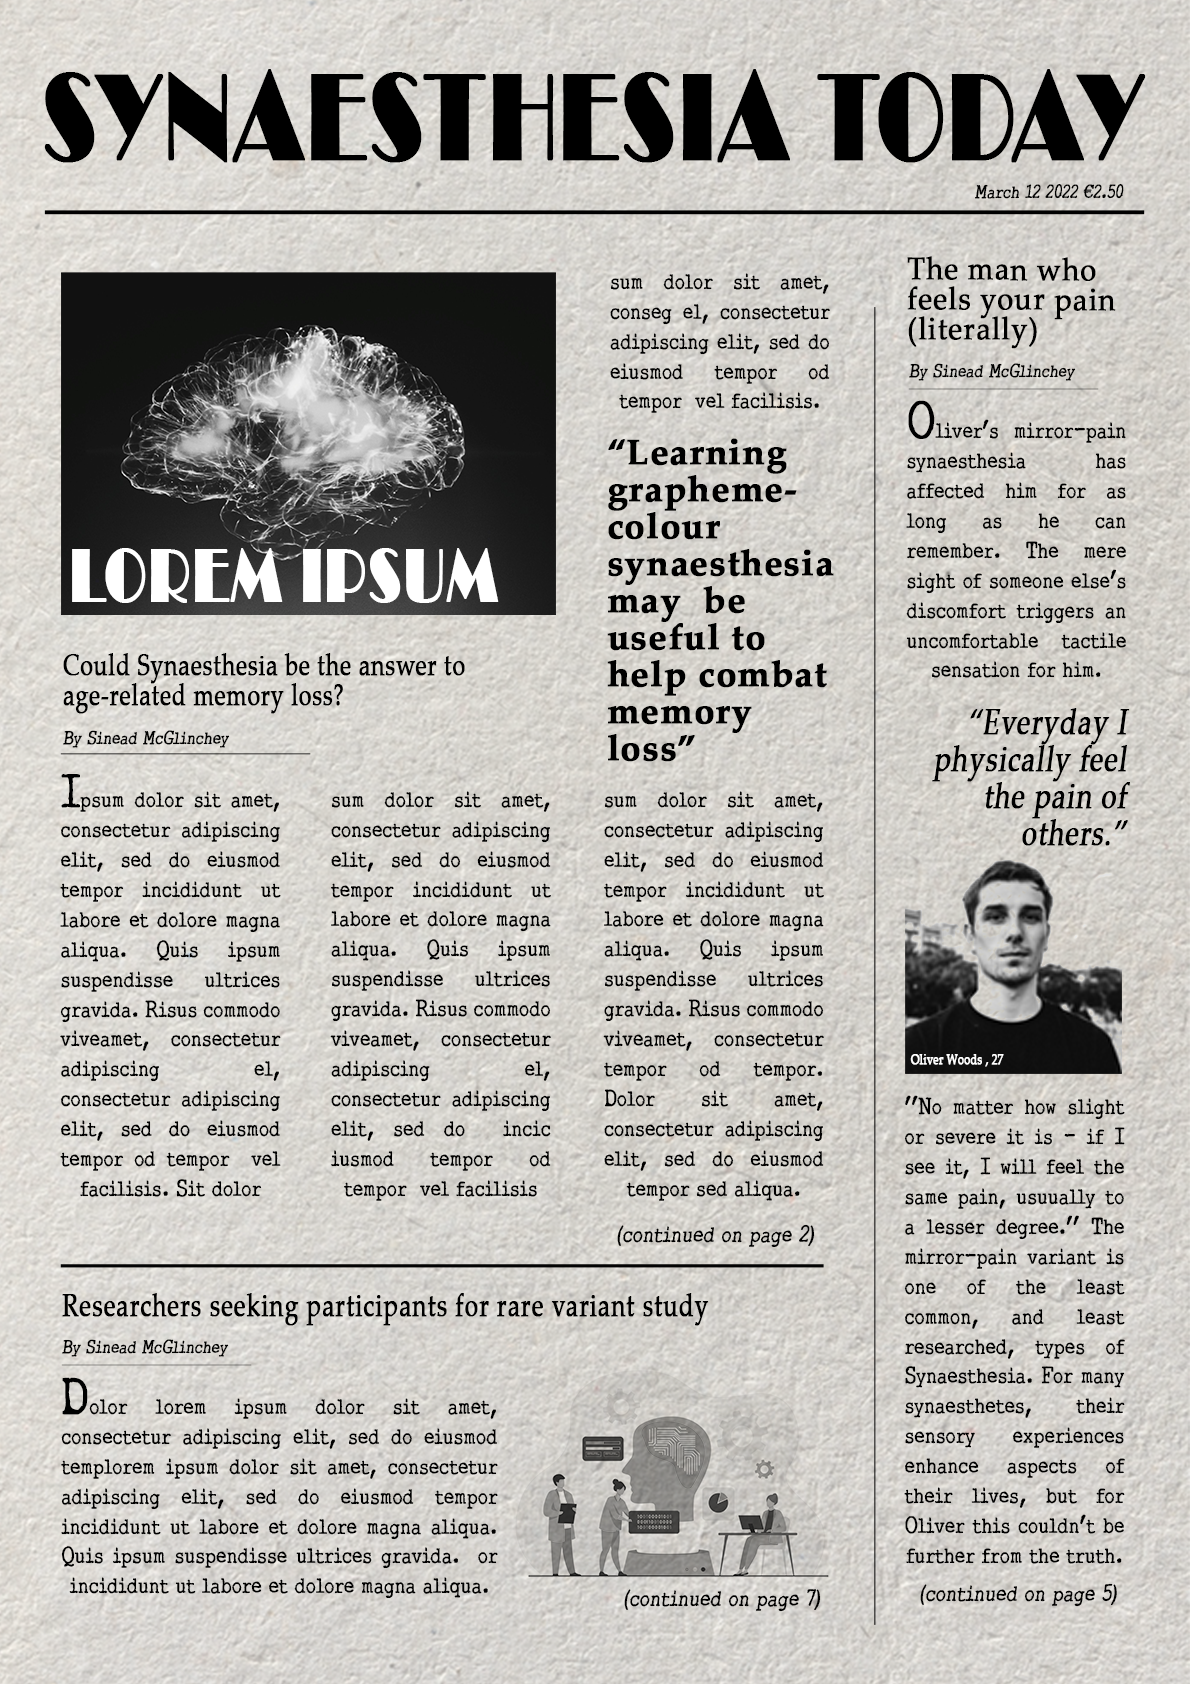 SYNAESTHESIA TODAY
March 12 2022 €2.50
LOREM IPSUM
Could Synaesthesia be the answer to
age-related memory loss?
By Sinead McGlinchey
Ipsum dolor sit amet,
consectetur adipiscing
elit, sed do eiusmod
tempor incididunt ut
labore et dolore magna
aliqua. Quis ipsum
suspendisse ultrices
gravida. Risus commodo
viveamet, consectetur
adipiscing el,
consectetur adipiscing
elit, sed do eiusmod
tempor od tempor vel
facilisis. Sit dolor
sum dolor sit amet,
consectetur adipiscing
elit, sed do eiusmod
tempor incididunt ut
labore et dolore magna
aliqua. Quis ipsum
suspendisse ultrices
gravida. Risus commodo
viveamet, consectetur
adipiscing el,
consectetur adipiscing
elit, sed do incic
iusmod tempor od
tempor vel facilisis
sum dolor sit amet,
conseg el, consectetur
adipiscing elit, sed do
eiusmod tempor od
tempor vel facilisis.
“Learning
grapheme-
colour
synaesthesia
may be
useful to
help combat
memory
loss”
sum dolor sit amet,
consectetur adipiscing
elit, sed do eiusmod
tempor incididunt ut
labore et dolore magna
aliqua. Quis ipsum
suspendisse ultrices
gravida. Risus commodo
viveamet, consectetur
tempor od tempor.
Dolor sit amet,
consectetur adipiscing
elit, sed do eiusmod
tempor sed aliqua.
(continued on page 2)
Researchers seeking participants for rare variant study
By Sinead McGlinchey
Dolor lorem ipsum dolor sit amet,
consectetur adipiscing elit, sed do eiusmod
templorem ipsum dolor sit amet, consectetur
adipiscing elit, sed do eiusmod tempor
incididunt ut labore et dolore magna aliqua.
Quis ipsum suspendisse ultrices gravida. or
incididunt ut labore et dolore magna aliqua.
(continued on page 7)
The man who
feels your pain
(literally)
By Sinead McGlinchey
Oliver’s mirror-pain
synaesthesia has
affected him for as
long as he can
remember. The mere
sight of someone else’s
discomfort triggers an
uncomfortable tactile
sensation for him.
“Everyday I
physically feel
the pain of
others.”
Oliver Woods , 27
”No matter how slight
or severe it is - if I
see it, I will feel the
same pain, usuually to
a lesser degree.” The
mirror-pain variant is
one of the least
common, and least
researched, types of
Synaesthesia. For many
synaesthetes, their
sensory experiences
enhance aspects of
their lives, but for
Oliver this couldn’t be
further from the truth.
(continued on page 5)